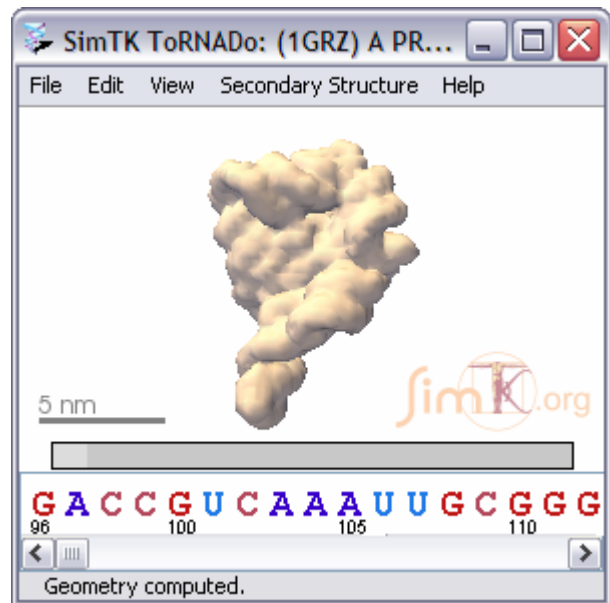 SimTK ToRNADo: (1GRZ) A PR...
File Edit View Secondary Structure Help
5 nm
SimTK.org
G A C C G U C A A A U U G C G G G
96 100 105 110
Geometry computed.